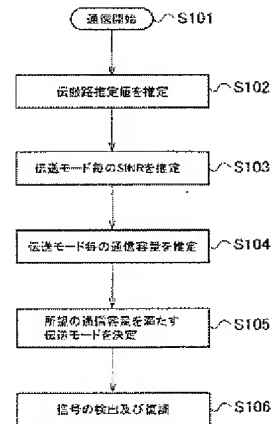 通信開始 S101
伝搬路推定値を推定 S102
伝送モード毎のSINRを推定 S103
伝送モード毎の通信容量を推定 S104
所望の通信容量を満たす S105
伝送モードを決定
信号の検出及び復調 S106